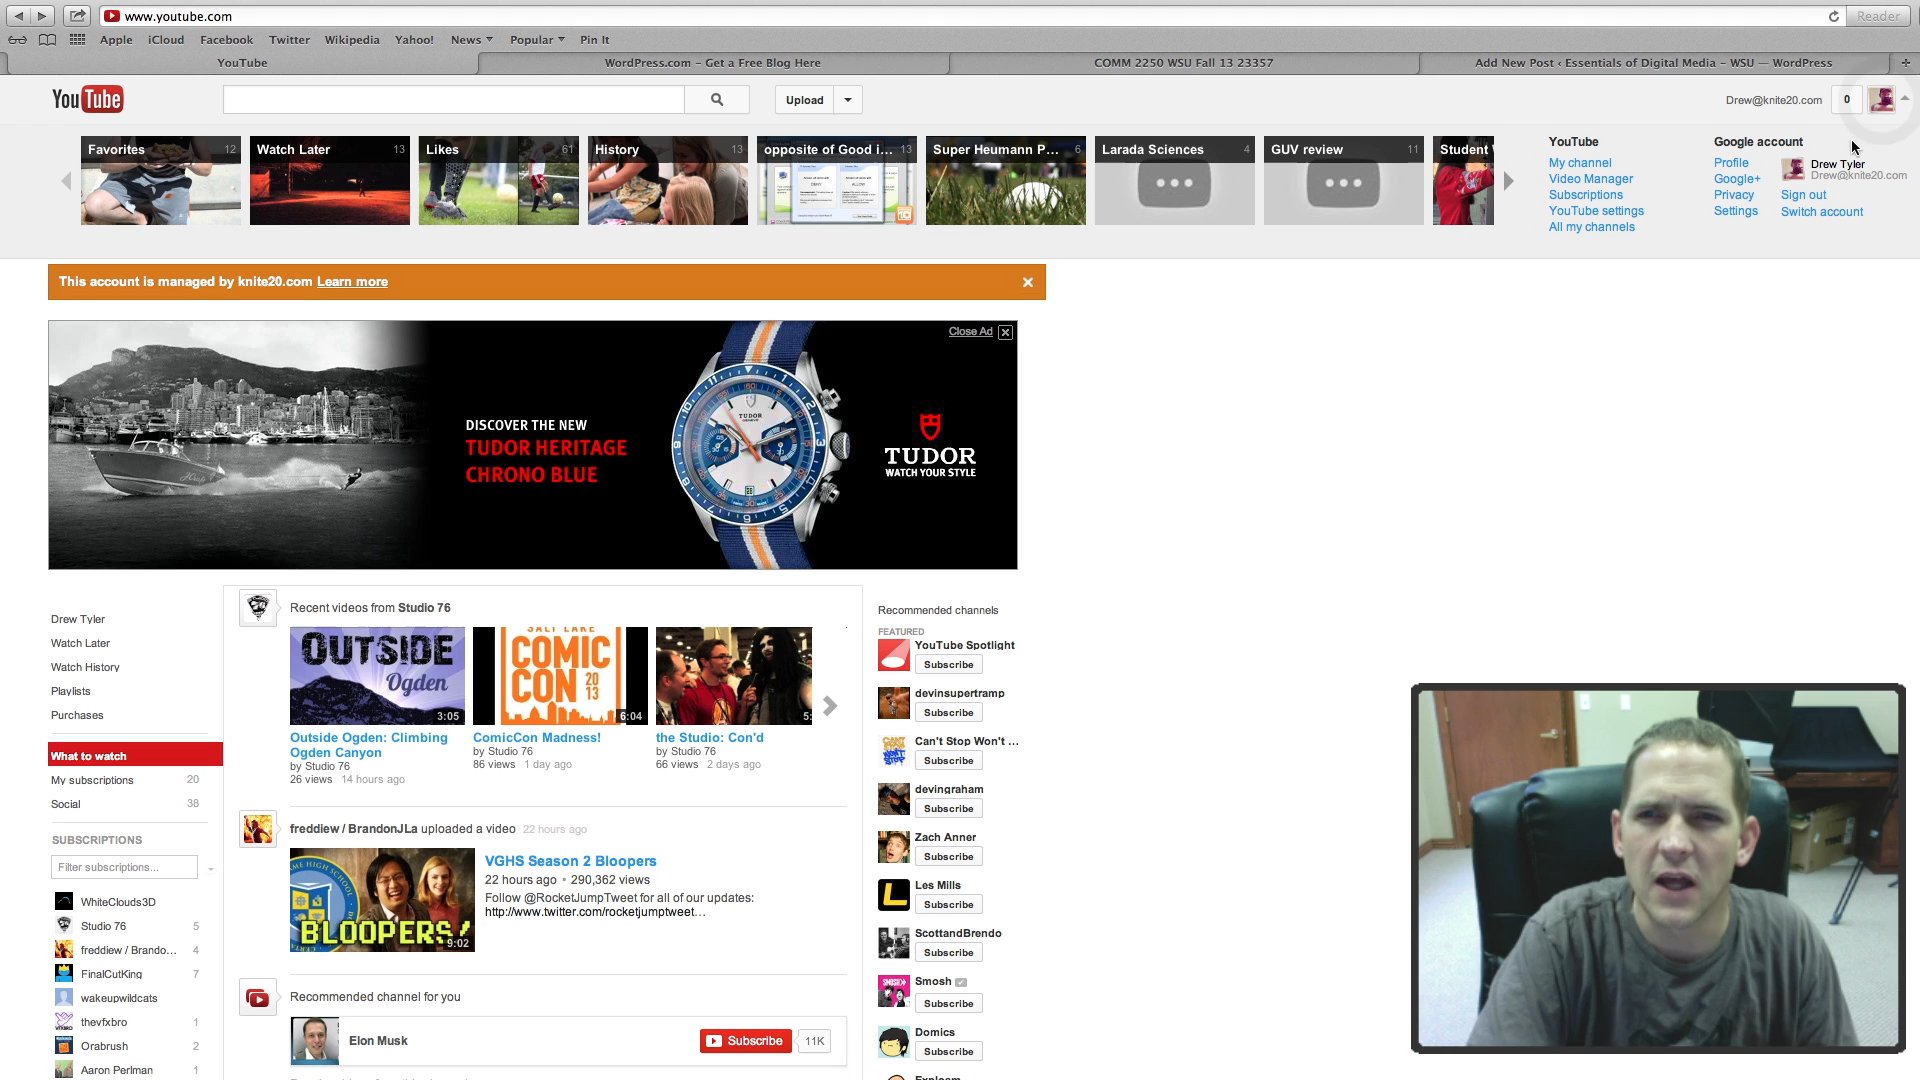 www.youtube.com
Reader
Apple iCloud Facebook Twitter Wikipedia Yahoo! News Popular Pin It
YouTube
WordPress.com – Get a Free Blog Here
COMM 2250 WSU Fall 13 23357
Add New Post ‹ Essentials of Digital Media – WSU — WordPress
YouTube
Upload
Drew@knite20.com
0
Favorites 12
Watch Later 13
Likes 61
History 13
opposite of Good i... 13
Super Heumann P... 6
Larada Sciences 4
GUV review 11
Student
YouTube
My channel
Video Manager
Subscriptions
YouTube settings
All my channels
Google account
Profile
Google+
Privacy
Settings
Drew Tyler
Drew@knite20.com
Sign out
Switch account
This account is managed by knite20.com Learn more
Close Ad
DISCOVER THE NEW
TUDOR HERITAGE
CHRONO BLUE
TUDOR
TUDOR
WATCH YOUR STYLE
Drew Tyler
Watch Later
Watch History
Playlists
Purchases
What to watch
My subscriptions 20
Social 38
SUBSCRIPTIONS
Filter subscriptions...
WhiteClouds3D
Studio 76 5
freddiew / Brando... 4
FinalCutKing 7
wakeupwildcats
thevfxbro 1
Orabrush 2
Aaron Perlman 1
Recent videos from Studio 76
OUTSIDE
Ogden
3:05
SALT LAKE
COMIC
CON 20
13
6:04
5:
Outside Ogden: Climbing
Ogden Canyon
by Studio 76
26 views 14 hours ago
ComicCon Madness!
by Studio 76
86 views 1 day ago
the Studio: Con'd
by Studio 76
66 views 2 days ago
freddiew / BrandonJLa uploaded a video 22 hours ago
BLOOPERS!
9:02
VGHS Season 2 Bloopers
22 hours ago • 290,362 views
Follow @RocketJumpTweet for all of our updates:
http://www.twitter.com/rocketjumptweet...
Recommended channel for you
Elon Musk
Subscribe 11K
Recommended channels
FEATURED
YouTube Spotlight
Subscribe
devinsupertramp
Subscribe
Can't Stop Won't ...
Subscribe
devingraham
Subscribe
Zach Anner
Subscribe
Les Mills
Subscribe
ScottandBrendo
Subscribe
Smosh
Subscribe
Domics
Subscribe